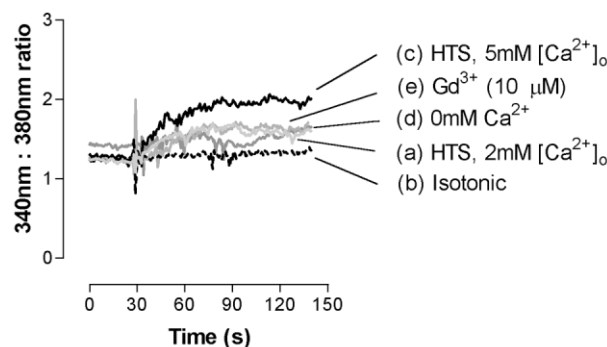 3
2
1
0
340nm : 380nm ratio
0 30 60 90 120 150
Time (s)
(c) HTS, 5mM [Ca²⁺]ₒ
(e) Gd³⁺ (10 μM)
(d) 0mM Ca²⁺
(a) HTS, 2mM [Ca²⁺]ₒ
(b) Isotonic